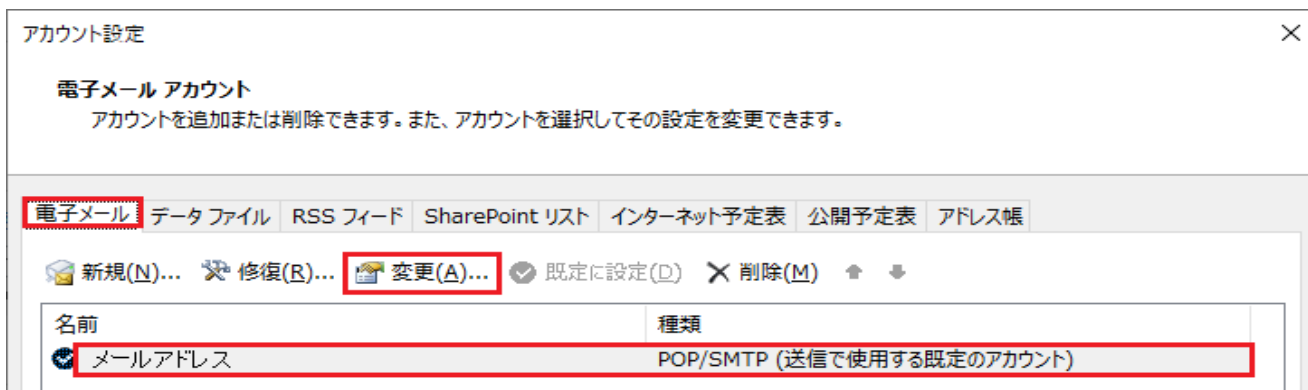 アカウント設定
電子メール アカウント
アカウントを追加または削除できます。また、アカウントを選択してその設定を変更できます。
電子メール データ ファイル RSS フィード SharePoint リスト インターネット予定表 公開予定表 アドレス帳
新規(N)... 修復(R)... 変更(A)... 既定に設定(D) 削除(M)
名前 種類
メールアドレス POP/SMTP (送信で使用する既定のアカウント)